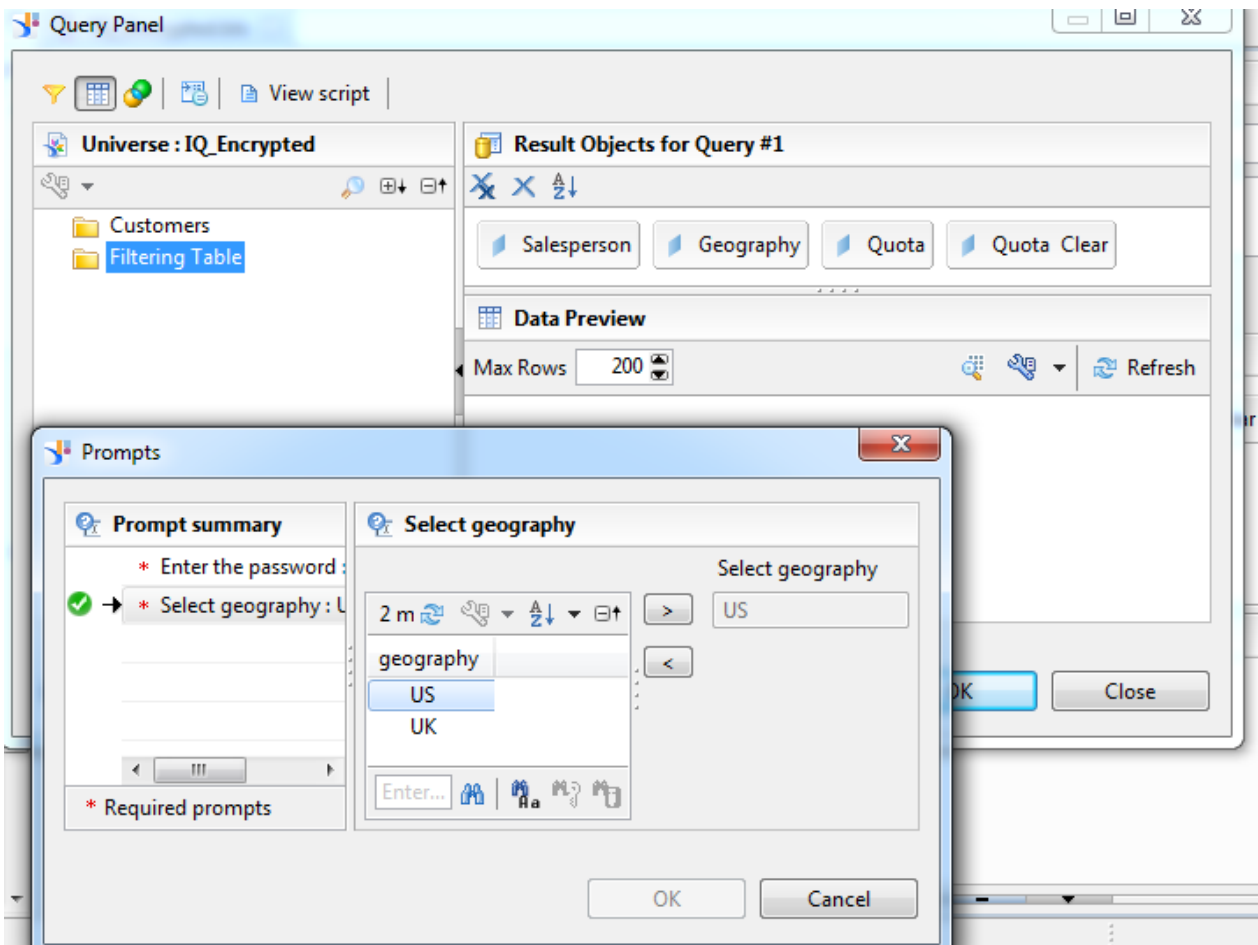 Query Panel
View script
Universe : IQ_Encrypted
Result Objects for Query #1
Customers
Filtering Table
Salesperson
Geography
Quota
Quota Clear
Data Preview
Max Rows 200
Refresh
Prompts
Prompt summary
Select geography
* Enter the password :
* Select geography : U
Select geography
2 m
US
geography
US
UK
Enter...
* Required prompts
OK
Cancel
Close